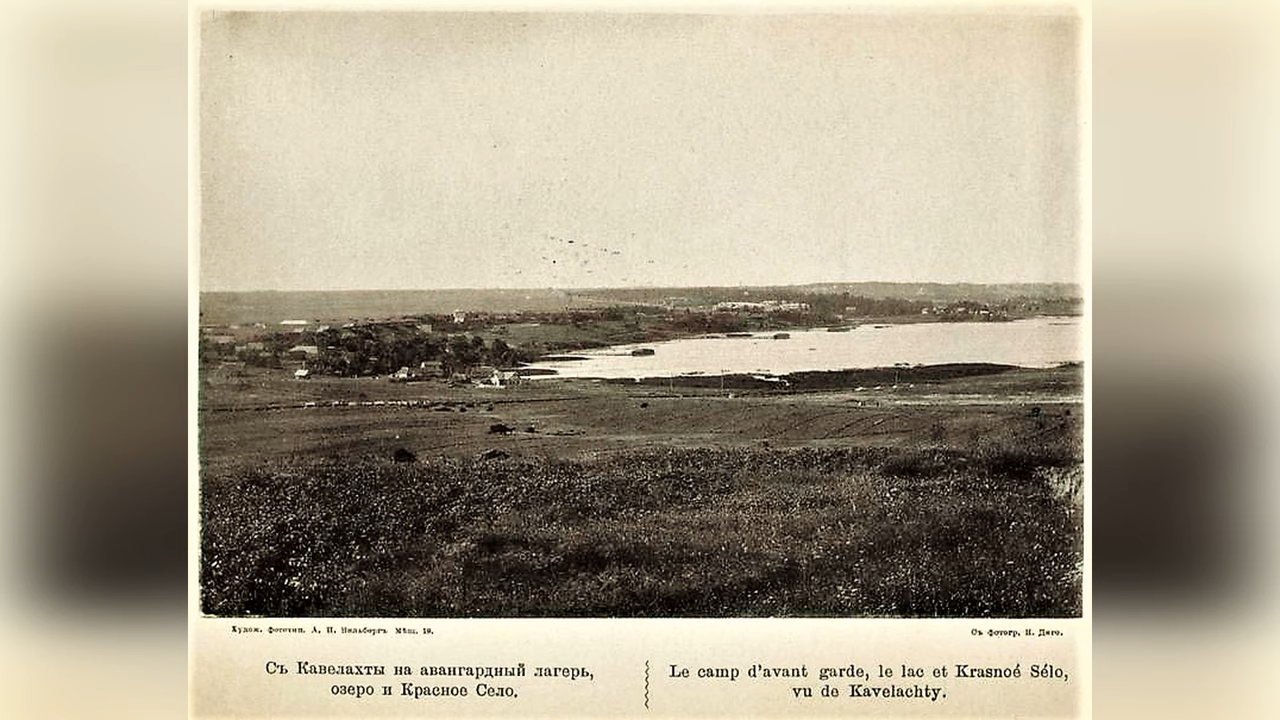 Худож. фототип. А. И. Вильборгъ Мѣщ. 19.
Съ фотогр. П.
Съ Кавелахты на авангардный лагерь,
озеро и Красное Село.
Le camp d'avant garde, le lac et Krasnoé Sélo,
vu de Kavelachty.